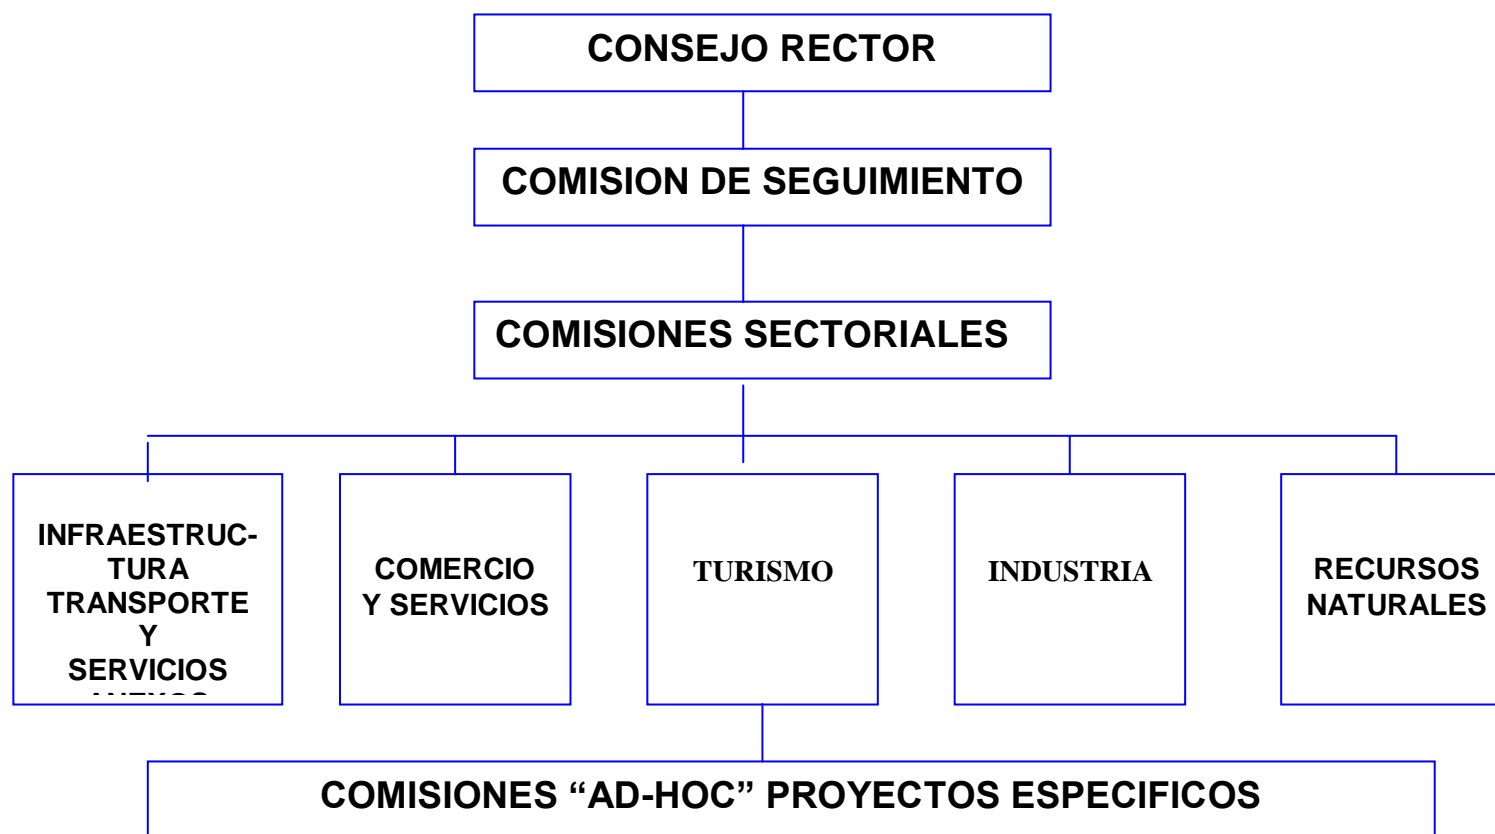 CONSEJO RECTOR
COMISION DE SEGUIMIENTO
COMISIONES SECTORIALES
INFRAESTRUC-
TURA
TRANSPORTE
Y
SERVICIOS
COMERCIO
Y SERVICIOS
TURISMO
INDUSTRIA
RECURSOS
NATURALES
COMISIONES “AD-HOC” PROYECTOS ESPECIFICOS